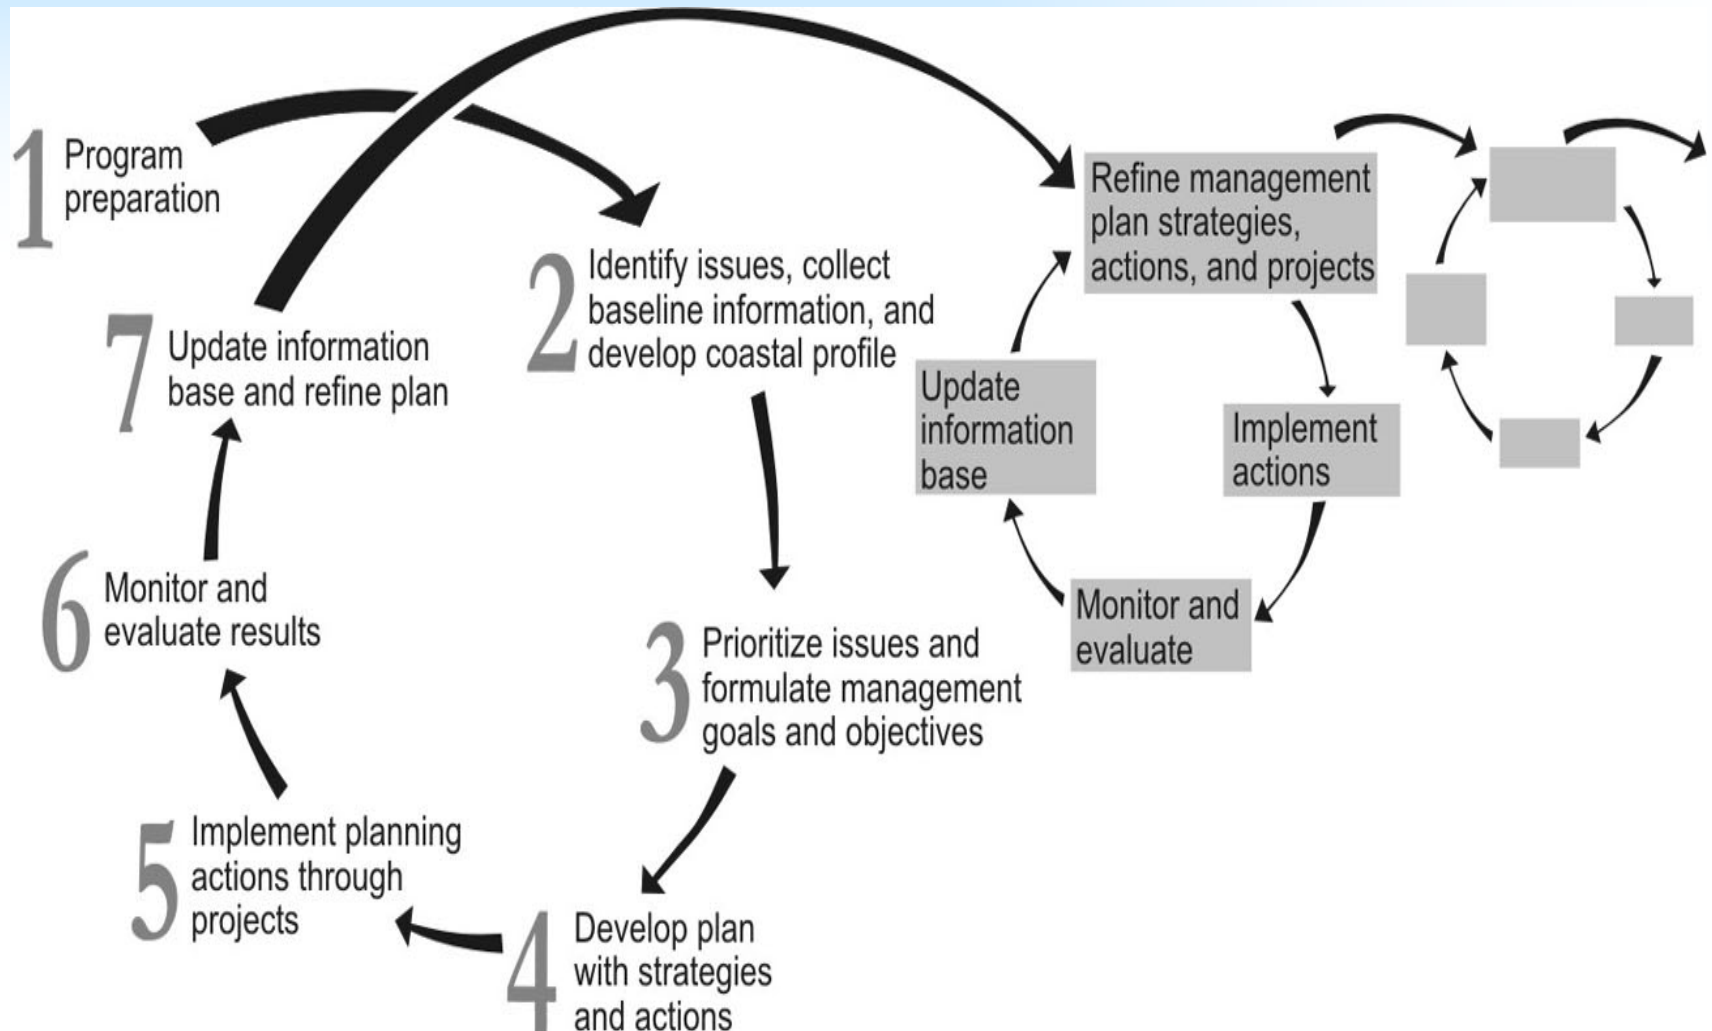 1 Program
preparation
2 Identify issues, collect
baseline information, and
develop coastal profile
3 Prioritize issues and
formulate management
goals and objectives
4 Develop plan
with strategies
and actions
5 Implement planning
actions through
projects
6 Monitor and
evaluate results
7 Update information
base and refine plan
Refine management
plan strategies,
actions, and projects
Implement
actions
Monitor and
evaluate
Update
information
base